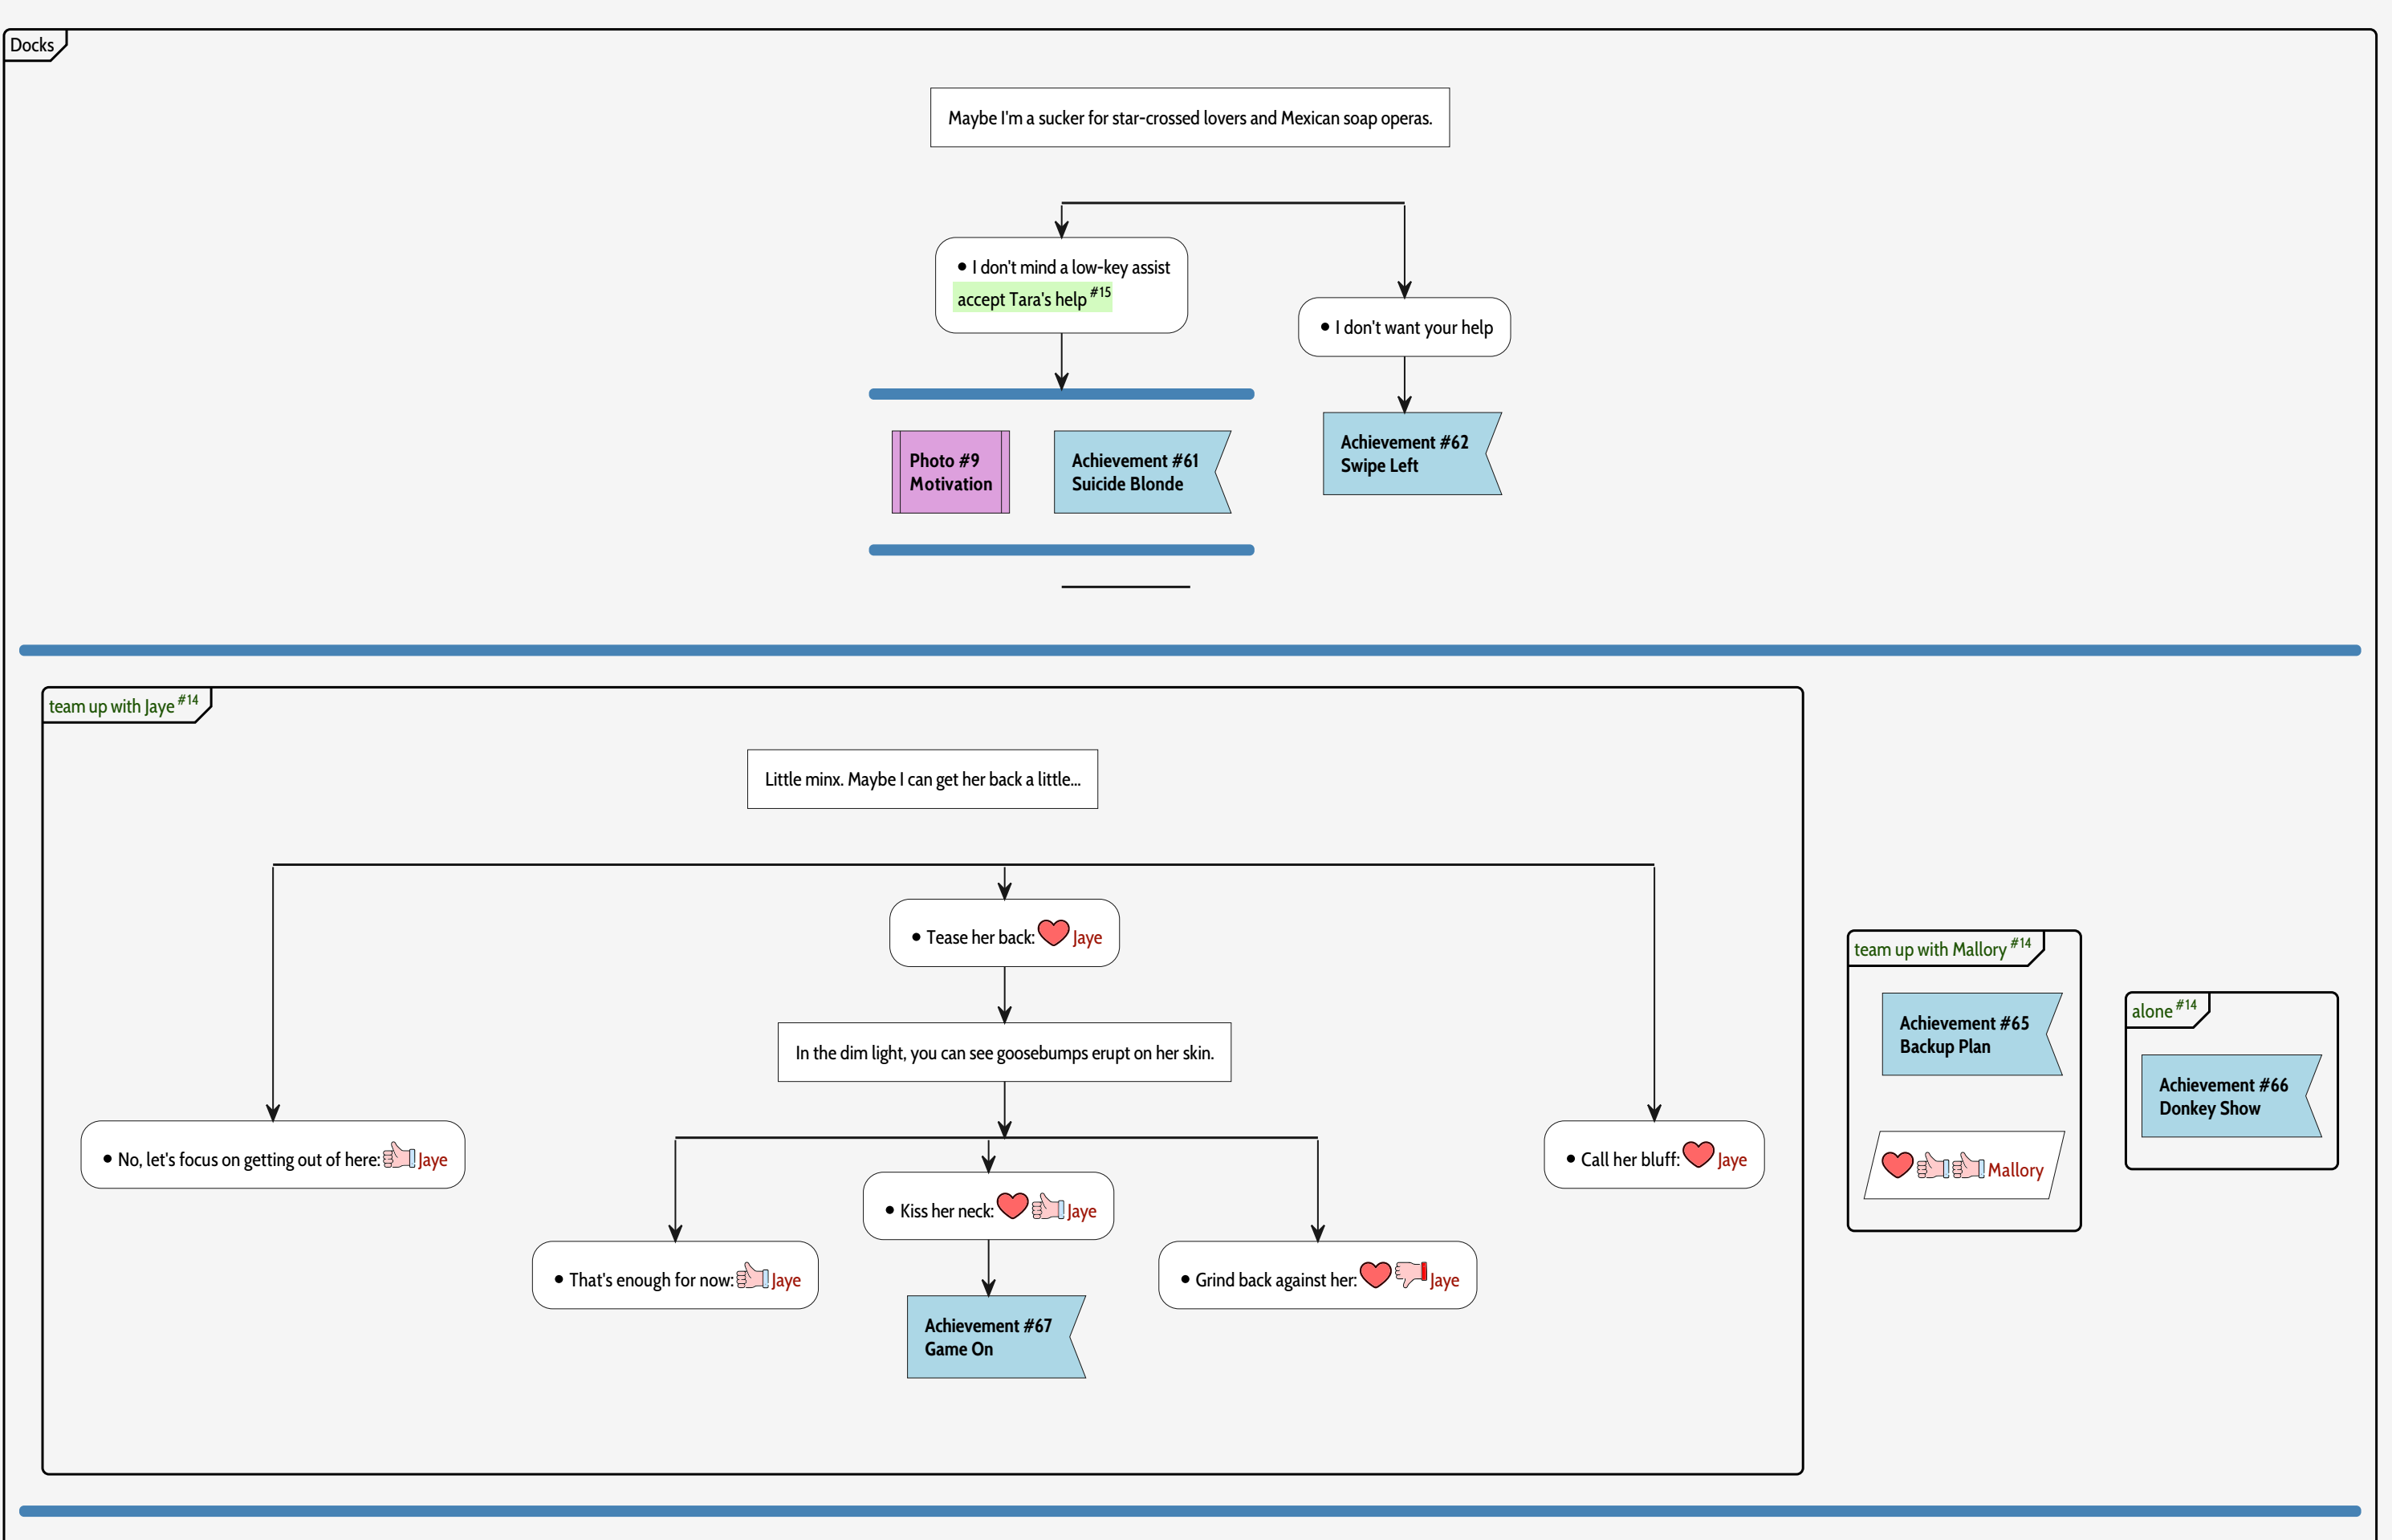 Docks
Maybe I'm a sucker for star-crossed lovers and Mexican soap operas.
● I don't mind a low-key assist
accept Tara's help #15
● I don't want your help
Photo #9
Motivation
Achievement #61
Suicide Blonde
Achievement #62
Swipe Left
team up with Jaye #14
Little minx. Maybe I can get her back a little...
● Tease her back: Jaye
In the dim light, you can see goosebumps erupt on her skin.
● No, let's focus on getting out of here: Jaye
● That's enough for now: Jaye
● Kiss her neck: Jaye
Achievement #67
Game On
● Grind back against her: Jaye
● Call her bluff: Jaye
team up with Mallory #14
Achievement #65
Backup Plan
Mallory
alone #14
Achievement #66
Donkey Show